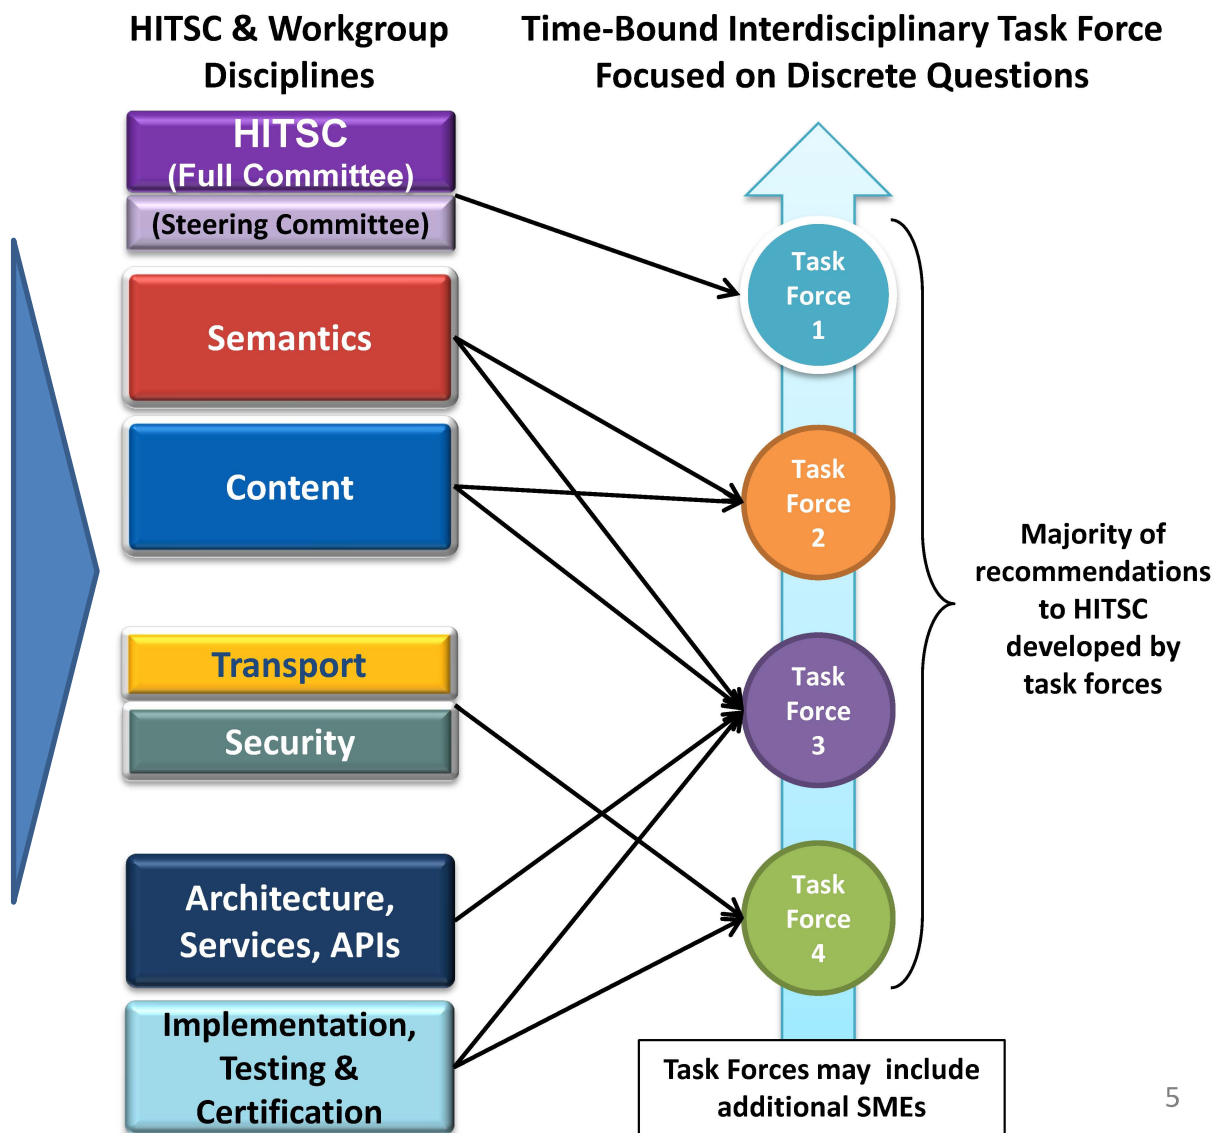 HITSC & Workgroup
Disciplines
Time-Bound Interdisciplinary Task Force
Focused on Discrete Questions
HITSC
(Full Committee)
(Steering Committee)
Semantics
Content
Transport
Security
Architecture,
Services, APIs
Implementation,
Testing &
Certification
Task
Force
1
Task
Force
2
Task
Force
3
Task
Force
4
Majority of
recommendations
to HITSC
developed by
task forces
Task Forces may include
additional SMEs
5